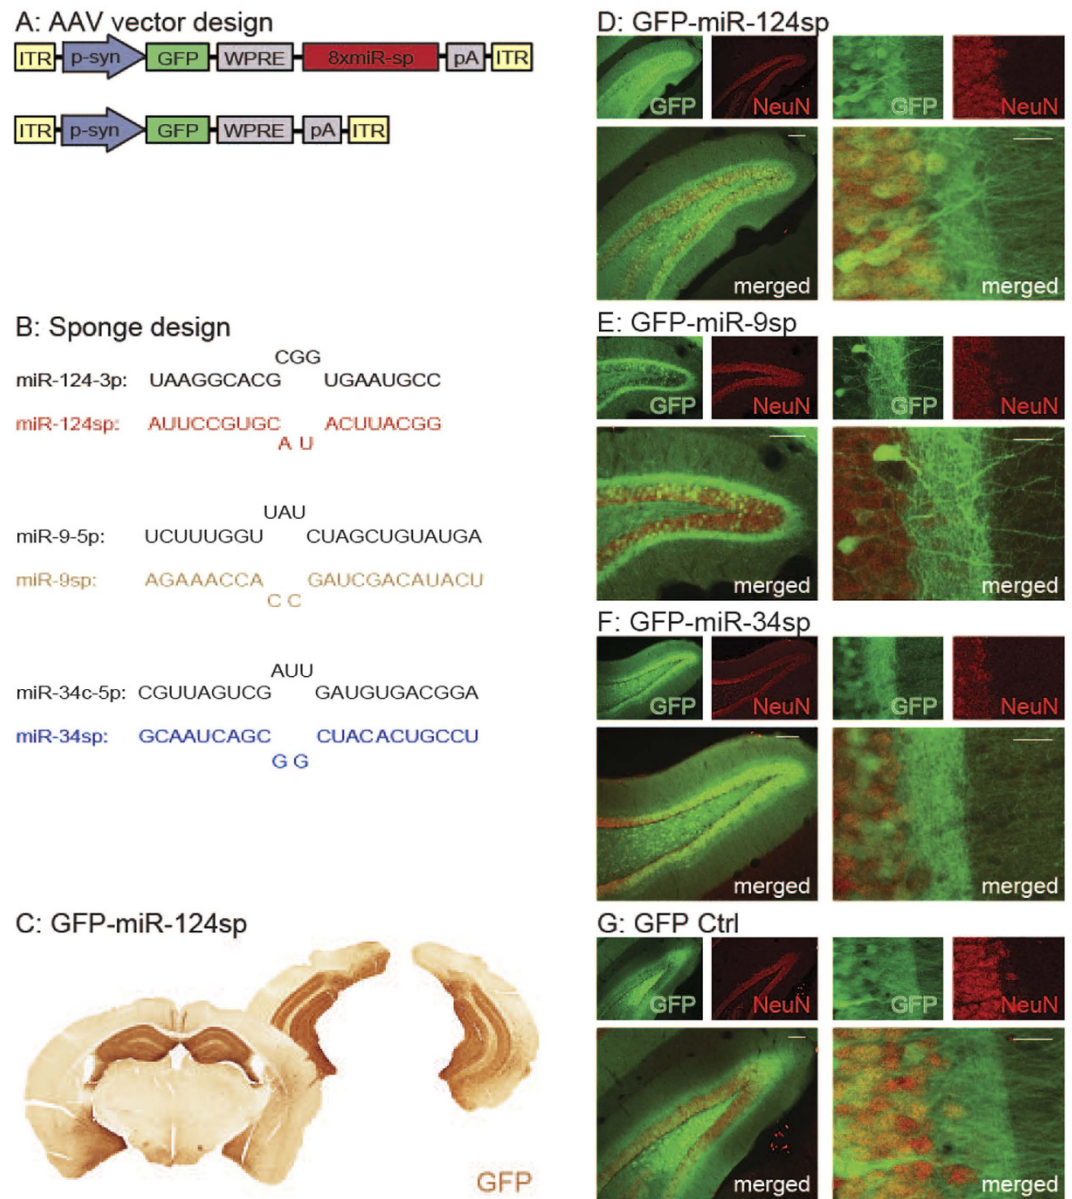 A: AAV vector design
ITR p-syn GFP WPRE 8xmiR-sp pA ITR
ITR p-syn GFP WPRE pA ITR
B: Sponge design
CGG
miR-124-3p: UAAGGCACG UGAAUGCC
miR-124sp: AUUCCGUGC ACUUACGG
A U
UAU
miR-9-5p: UCUUUGGU CUAGCUGUAUGA
miR-9sp: AGAAACCA GAUCGACAUACU
C C
AUU
miR-34c-5p: CGUUAGUCG GAUGUGACGGA
miR-34sp: GCAAUCAGC CUACACUGCCU
G G
C: GFP-miR-124sp
GFP
D: GFP-miR-124sp
GFP NeuN GFP NeuN
merged merged
E: GFP-miR-9sp
GFP NeuN GFP NeuN
merged merged
F: GFP-miR-34sp
GFP NeuN GFP NeuN
merged merged
G: GFP Ctrl
GFP NeuN GFP NeuN
merged merged